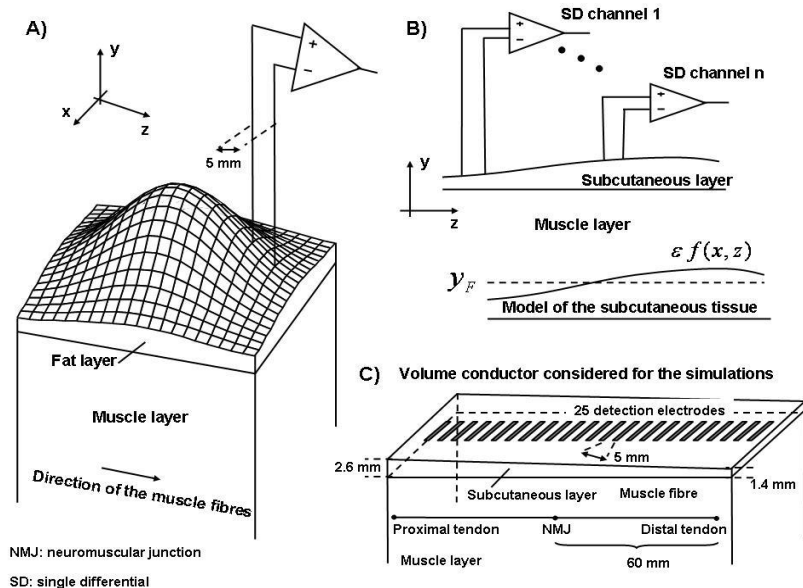 A)
y
x
z
+
−
5 mm
Fat layer
Muscle layer
Direction of the muscle fibres
NMJ: neuromuscular junction
SD: single differential
B)
SD channel 1
+
−
SD channel n
+
−
y
z
Subcutaneous layer
Muscle layer
ε f(x, z)
y_F
Model of the subcutaneous tissue
C) Volume conductor considered for the simulations
25 detection electrodes
5 mm
2.6 mm
1.4 mm
Subcutaneous layer
Muscle fibre
Proximal tendon
NMJ
Distal tendon
60 mm
Muscle layer